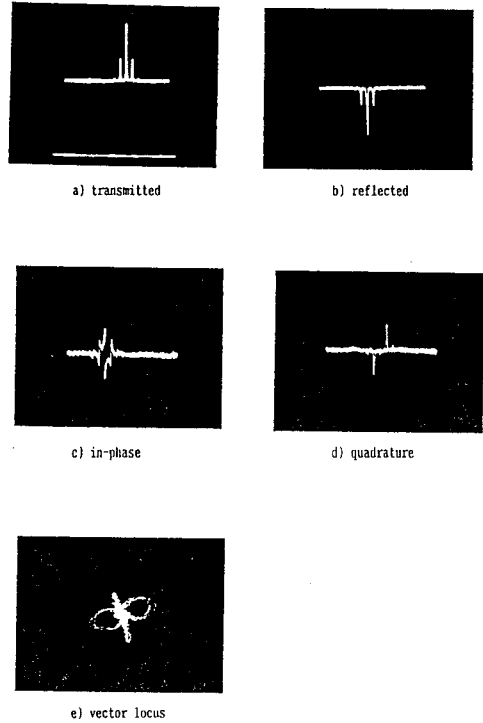 a) transmitted
b) reflected
c) in-phase
d) quadrature
e) vector locus